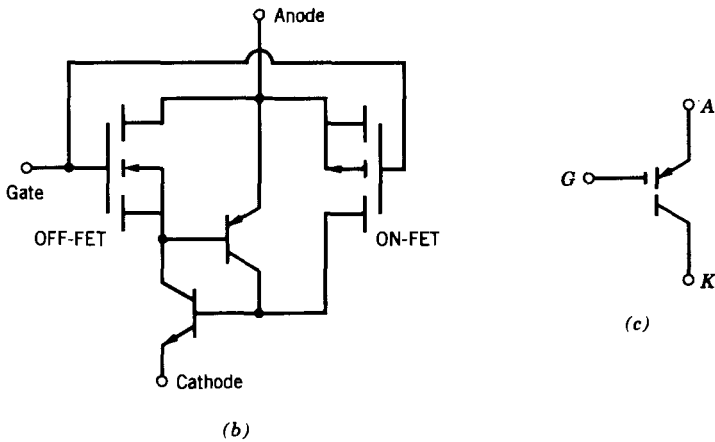 Anode
Gate
OFF-FET
ON-FET
Cathode
(b)
A
G
K
(c)